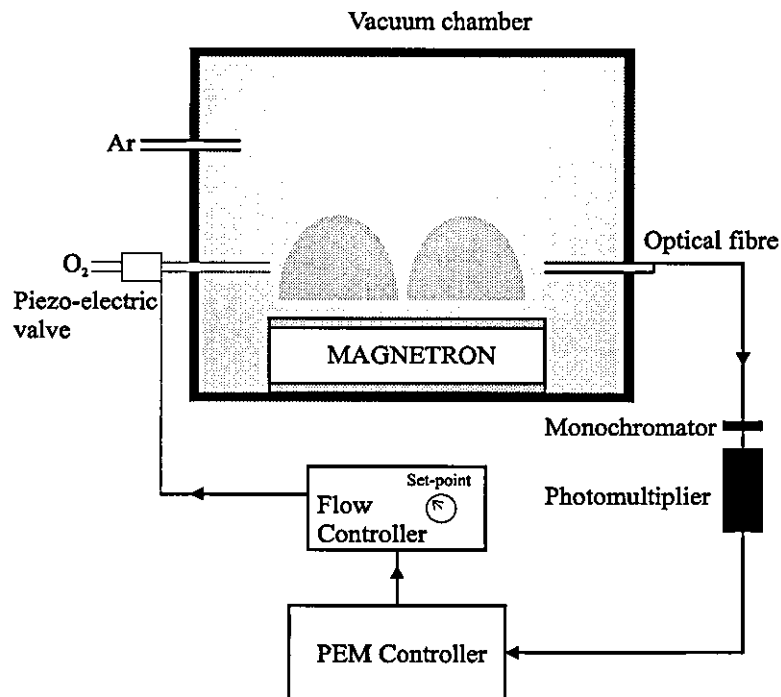 Vacuum chamber
Ar
O₂
Piezo-electric
valve
Optical fibre
MAGNETRON
Monochromator
Photomultiplier
Set-point
Flow
Controller
PEM Controller